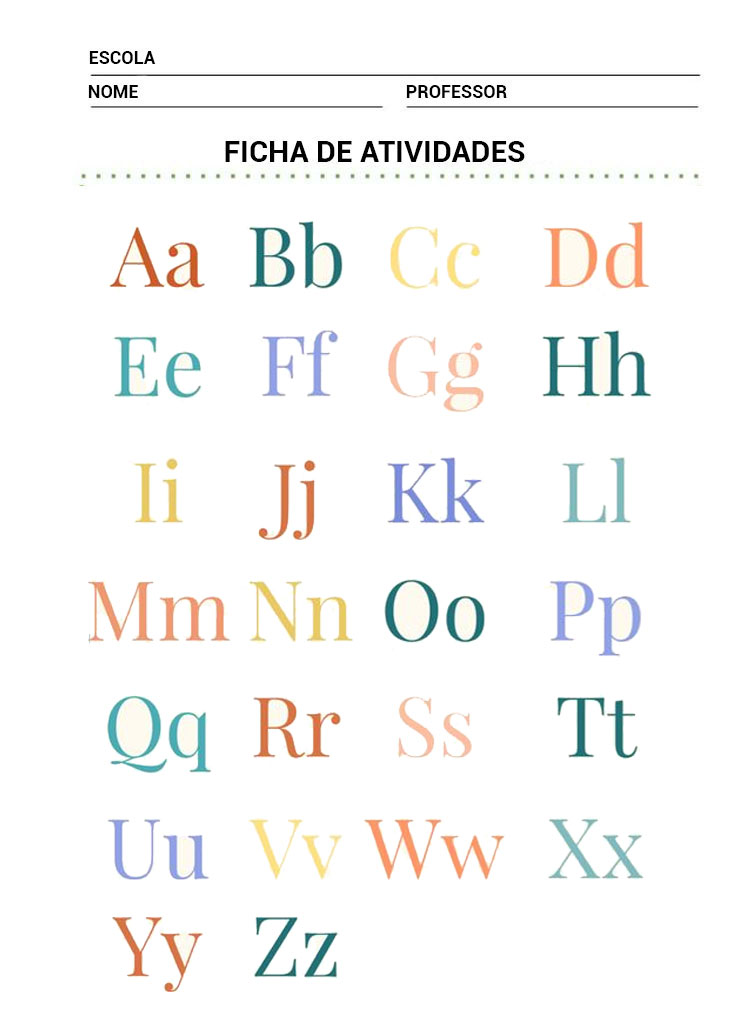 ESCOLA
NOME PROFESSOR
FICHA DE ATIVIDADES
Aa Bb Cc Dd
Ee Ff Gg Hh
Ii Jj Kk Ll
Mm Nn Oo Pp
Qq Rr Ss Tt
Uu Vv Ww Xx
Yy Zz